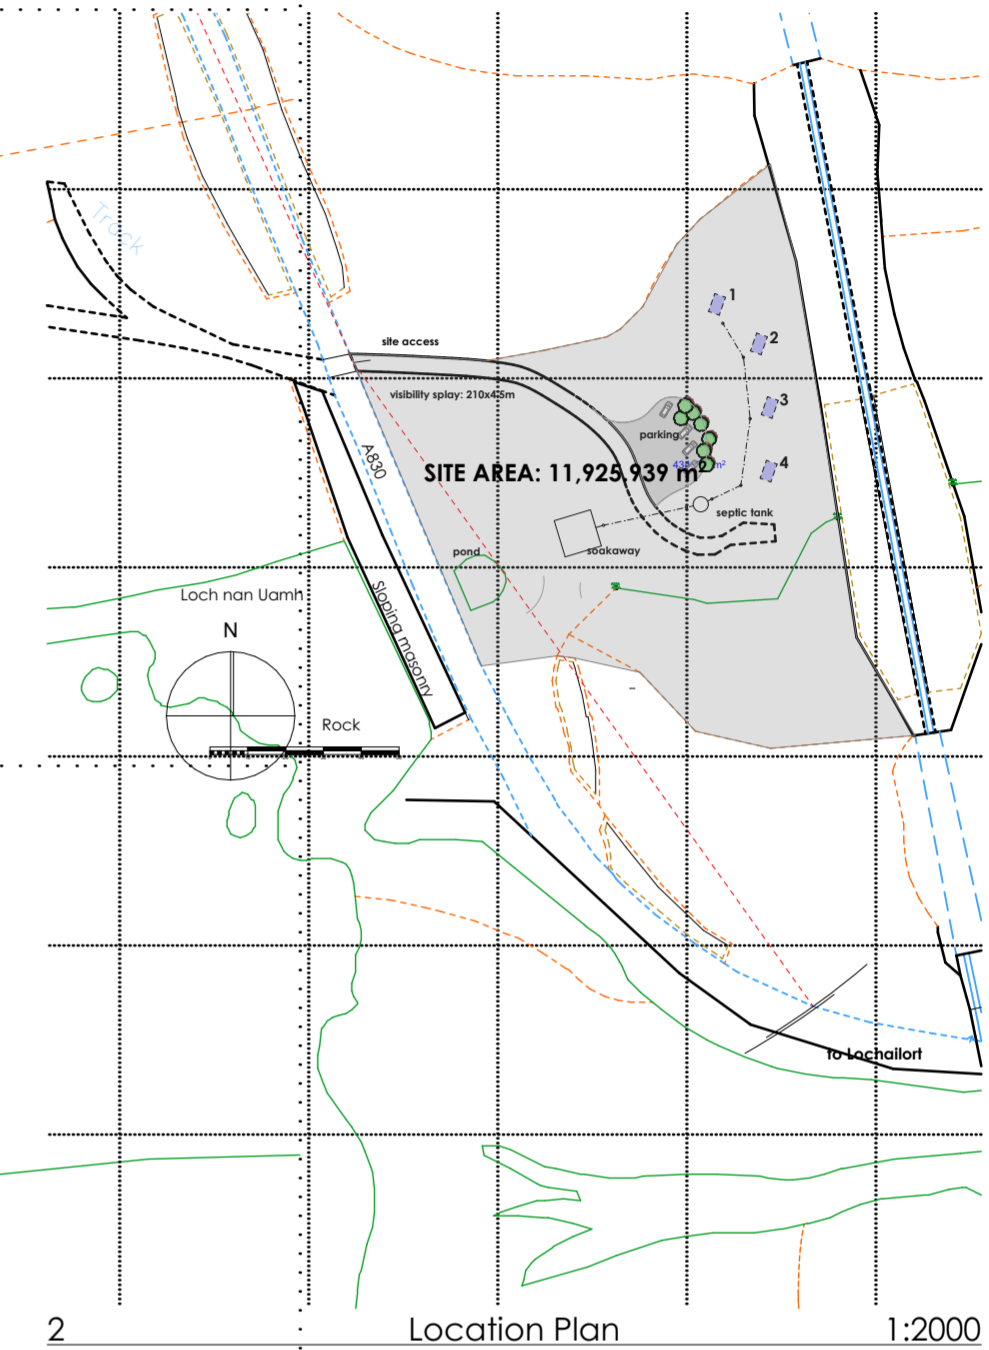 Track
site access
visibility splay: 210x4.5m
A830
1
2
3
4
parking
SITE AREA: 11,925.939 m²
septic tank
soakaway
pond
Loch nan Uamh
Sloping masonry
N
Rock
to Lochailort
2
Location Plan
1:2000